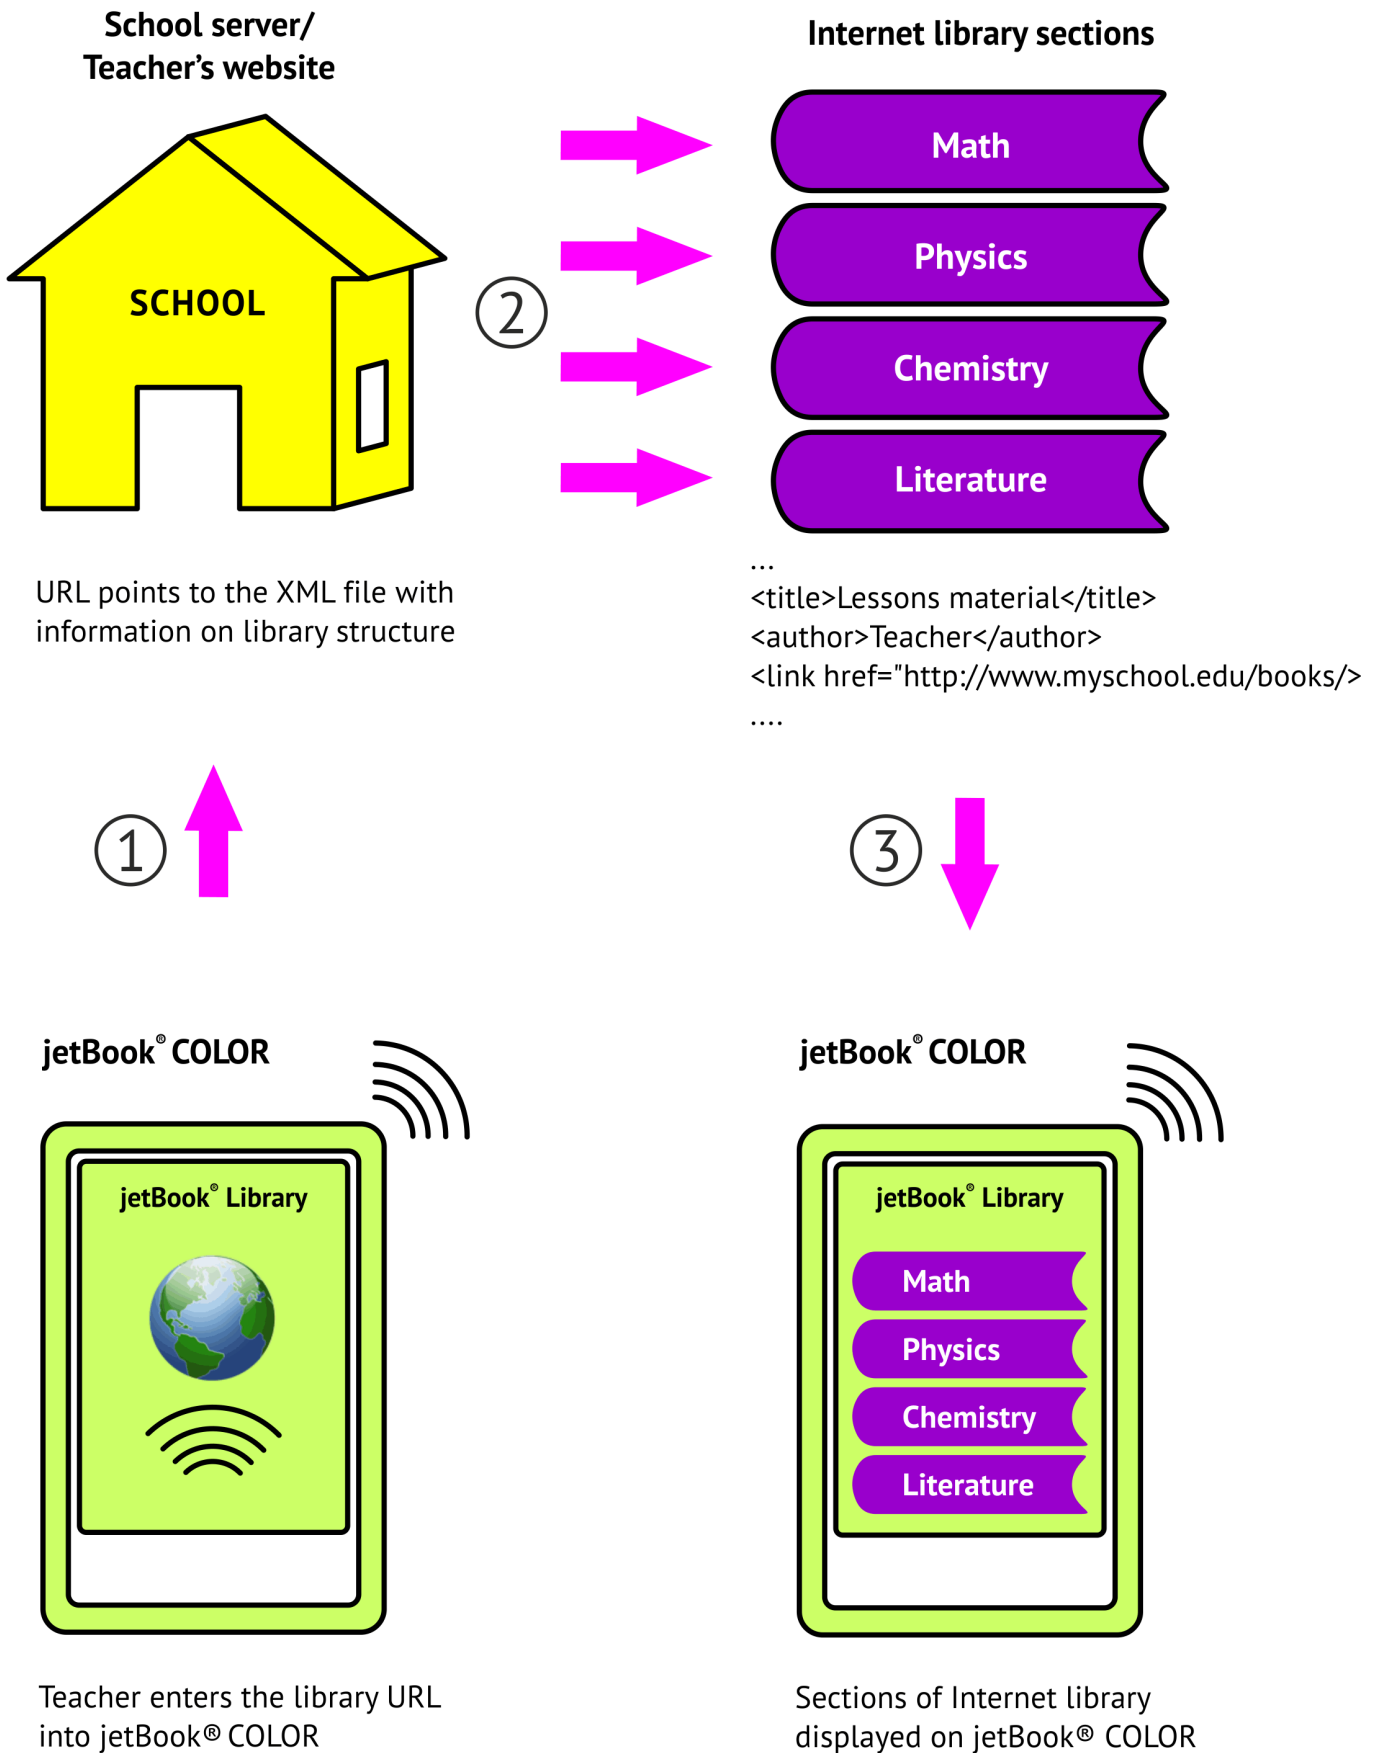 School server/
Teacher's website
SCHOOL
URL points to the XML file with
information on library structure
2
Internet library sections
Math
Physics
Chemistry
Literature
...
<title>Lessons material</title>
<author>Teacher</author>
<link href="http://www.myschool.edu/books/>
....
1
3
jetBook® COLOR
jetBook® Library
Teacher enters the library URL
into jetBook® COLOR
jetBook® COLOR
jetBook® Library
Math
Physics
Chemistry
Literature
Sections of Internet library
displayed on jetBook® COLOR